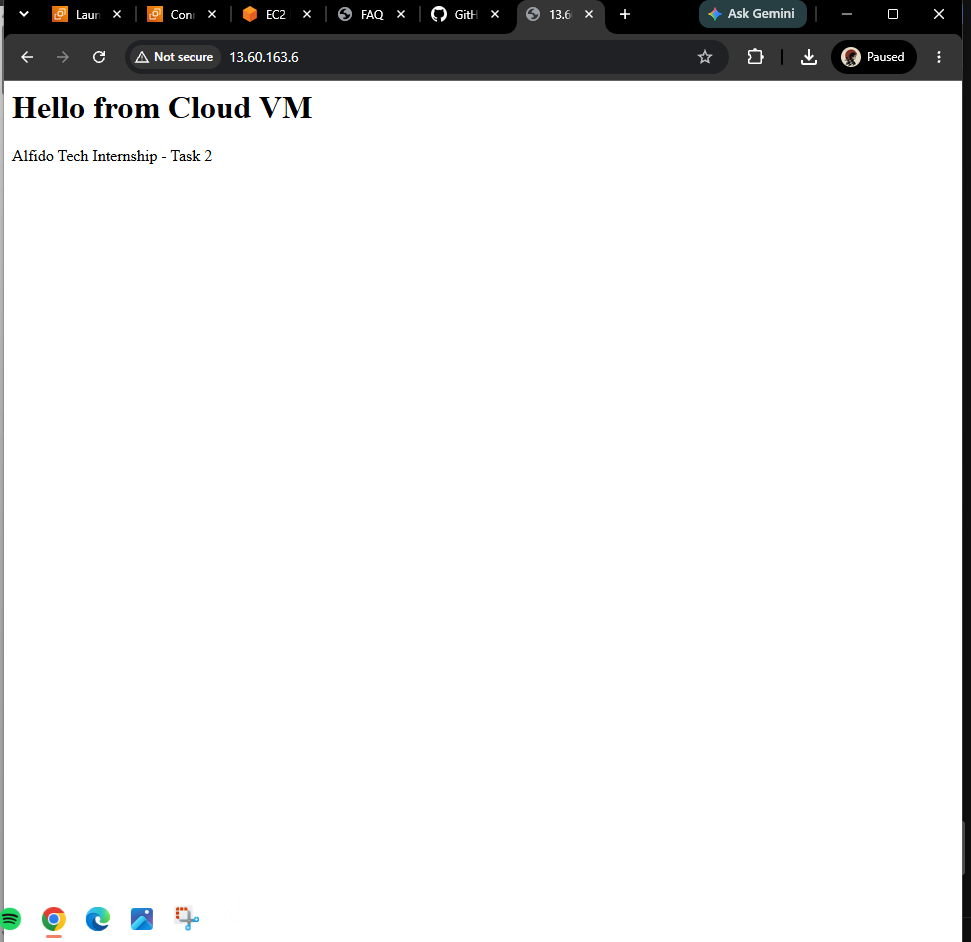 Laun
Con
EC2
FAQ
GitH
13.6
Ask Gemini
Not secure
13.60.163.6
Paused
Hello from Cloud VM
Alfido Tech Internship - Task 2